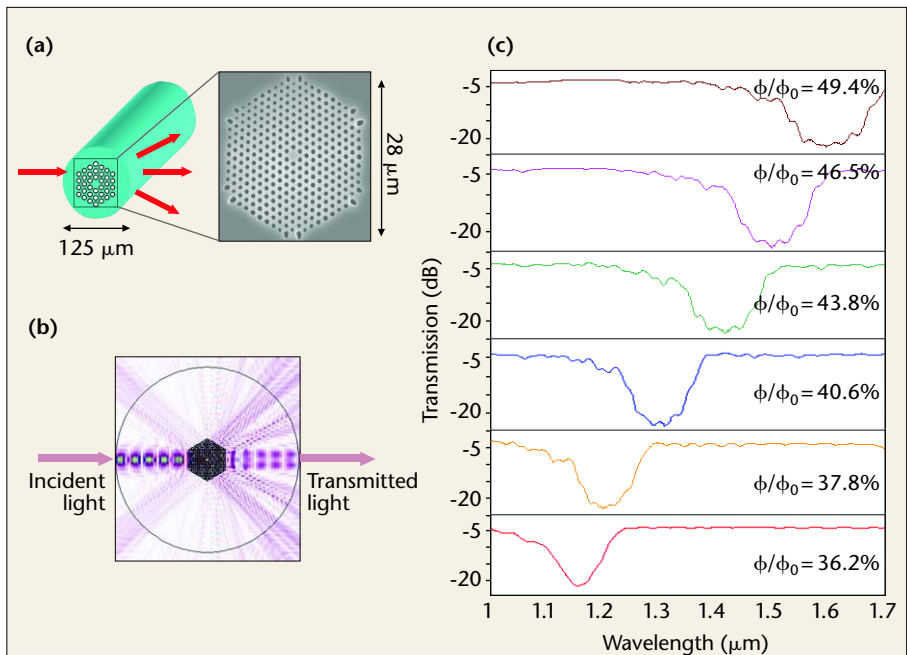 (a)
28 μm
125 μm
(b)
Incident
light
Transmitted
light
(c)
Transmission (dB)
-5
-20
ϕ/ϕ₀ = 49.4%
-5
-20
ϕ/ϕ₀ = 46.5%
-5
-20
ϕ/ϕ₀ = 43.8%
-5
-20
ϕ/ϕ₀ = 40.6%
-5
-20
ϕ/ϕ₀ = 37.8%
-5
-20
ϕ/ϕ₀ = 36.2%
1 1.1 1.2 1.3 1.4 1.5 1.6 1.7
Wavelength (μm)